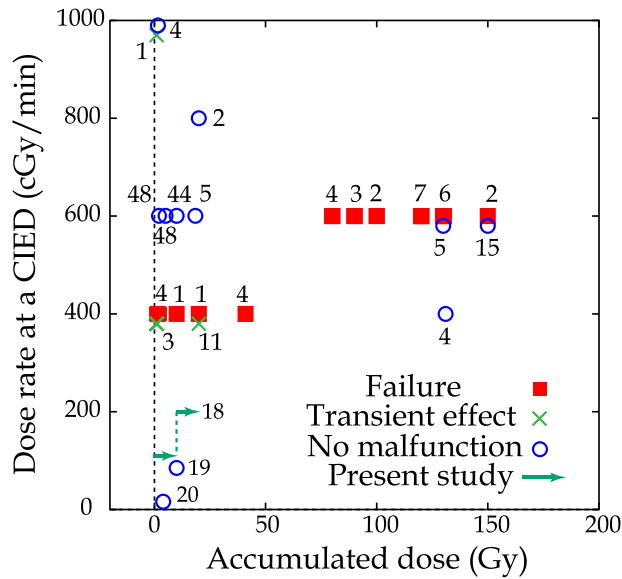 1000
4
1
800
2
48 44 5
4 3 2 7 6 2
600
48
5 15
4 1 1 4
400
3 11
4
Failure
Transient effect
200
18
No malfunction
19
Present study
20
0
0 50 100 150 200
Accumulated dose (Gy)
Dose rate at a CIED (cGy/min)